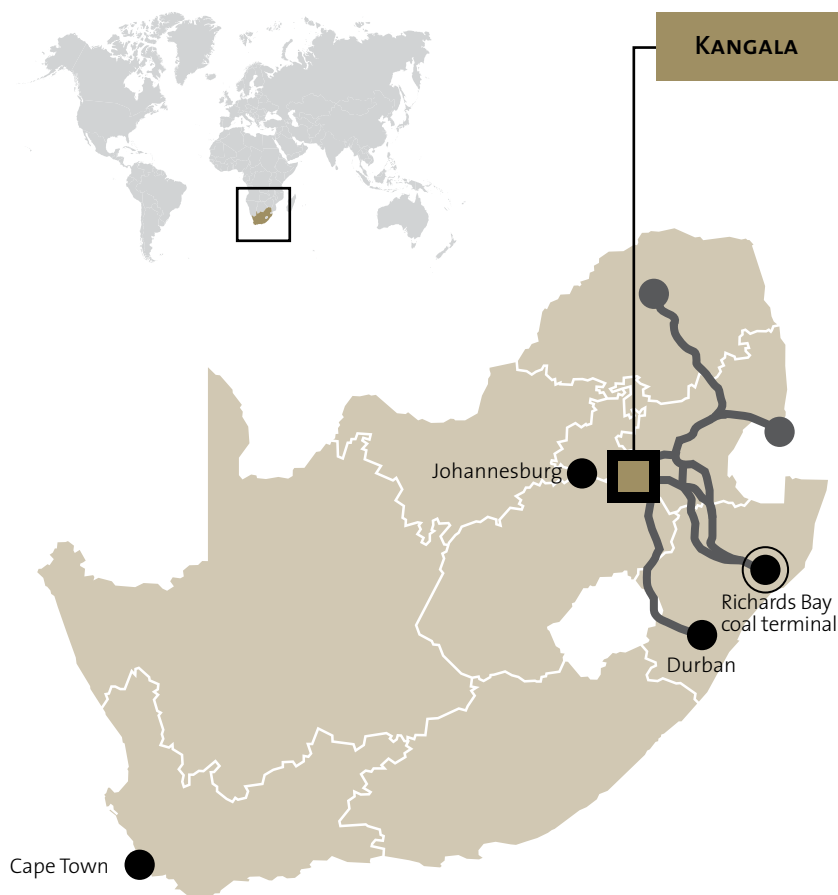 KANGALA
Johannesburg
Richards Bay
coal terminal
Durban
Cape Town